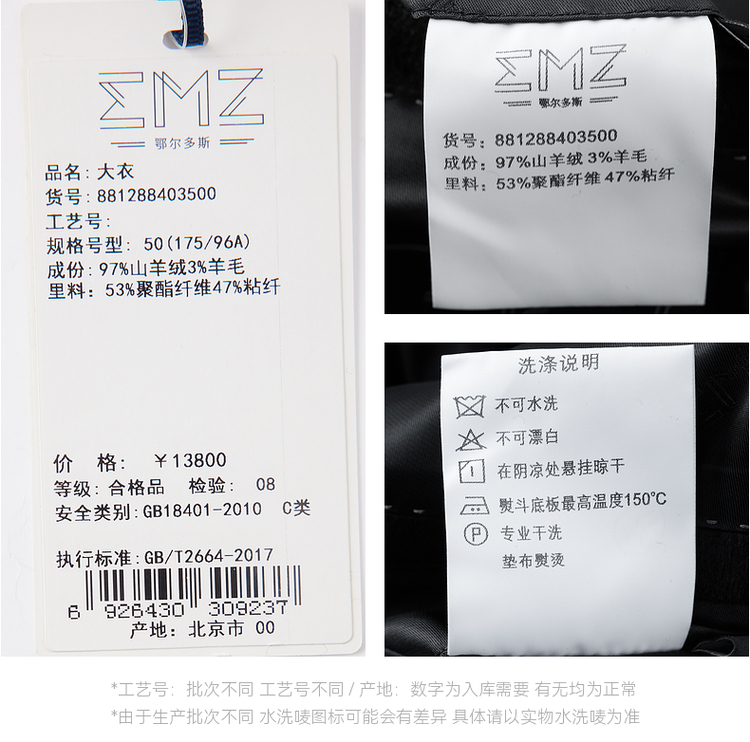 EMZ
鄂尔多斯
品名: 大衣
货号: 881288403500
工艺号:
规格号型: 50(175/96A)
成份: 97%山羊绒3%羊毛
里料: 53%聚酯纤维47%粘纤
价 格: ￥13800
等级: 合格品 检验: 08
安全类别:GB18401-2010 C类
执行标准:GB/T2664-2017
6 926430 309237
产地: 北京市 00
EMZ
鄂尔多斯
货号: 881288403500
成份: 97%山羊绒 3%羊毛
里料: 53%聚酯纤维 47%粘纤
洗涤说明
不可水洗
不可漂白
在阴凉处悬挂晾干
熨斗底板最高温度150℃
P 专业干洗
垫布熨烫
*工艺号：批次不同 工艺号不同 / 产地：数字为入库需要 有无均为正常
*由于生产批次不同 水洗唛图标可能会有差异 具体请以实物水洗唛为准